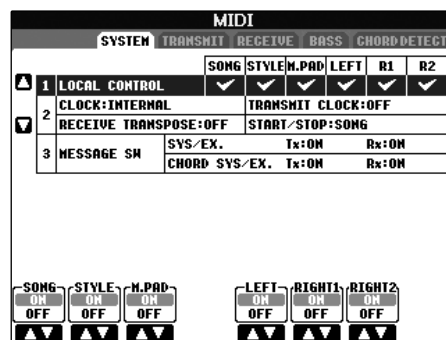 MIDI
SYSTEM TRANSMIT RECEIVE BASS CHORD DETECT
SONG STYLE M.PAD LEFT R1 R2
1 LOCAL CONTROL
2 CLOCK:INTERNAL TRANSMIT CLOCK:OFF
RECEIVE TRANSPOSE:OFF START/STOP:SONG
3 MESSAGE SW SYS/EX. Tx:ON Rx:ON
CHORD SYS/EX. Tx:ON Rx:ON
SONG STYLE M.PAD LEFT RIGHT1 RIGHT2
ON ON ON ON ON ON
OFF OFF OFF OFF OFF OFF